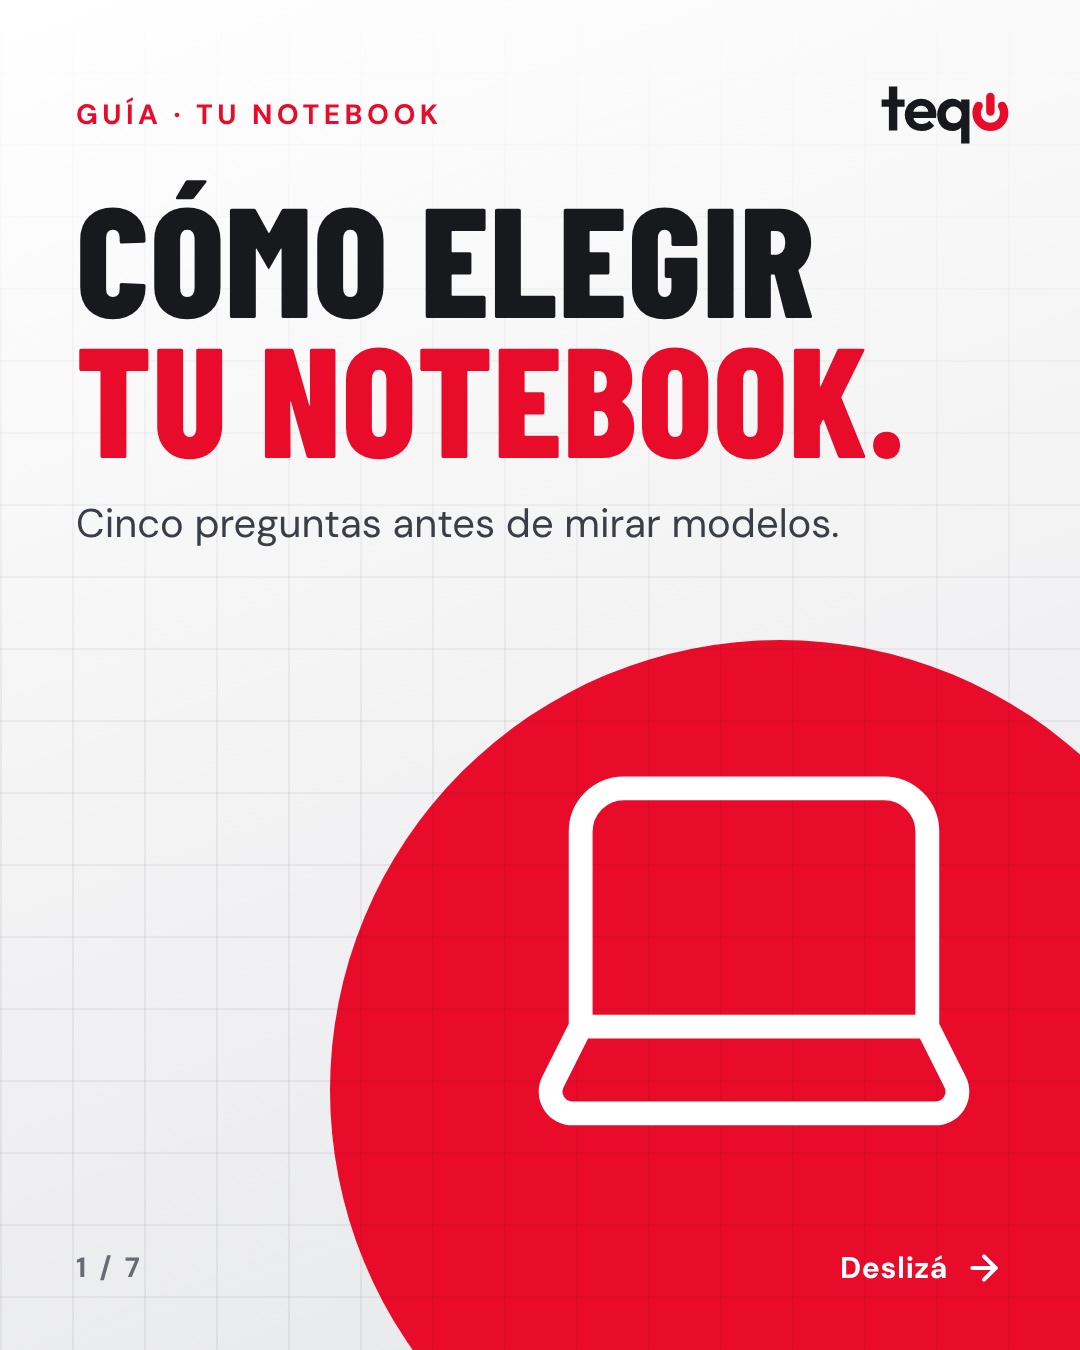 GUÍA · TU NOTEBOOK
teqo
CÓMO ELEGIR
TU NOTEBOOK.
Cinco preguntas antes de mirar modelos.
1 / 7
Deslizá →